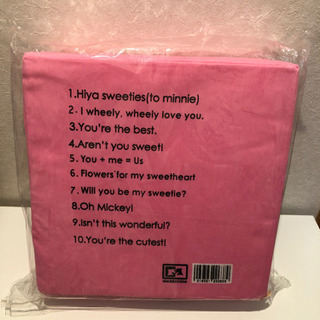 1.Hiya sweeties(to minnie)
2- I wheely, wheely love you.
3.You're the best.
4.Aren't you sweet!
5. You + me = Us
6. Flowers for my sweetheart
7. Will you be my sweetie?
8.Oh Mickey!
9.Isn't this wonderful?
10.You're the cutest!